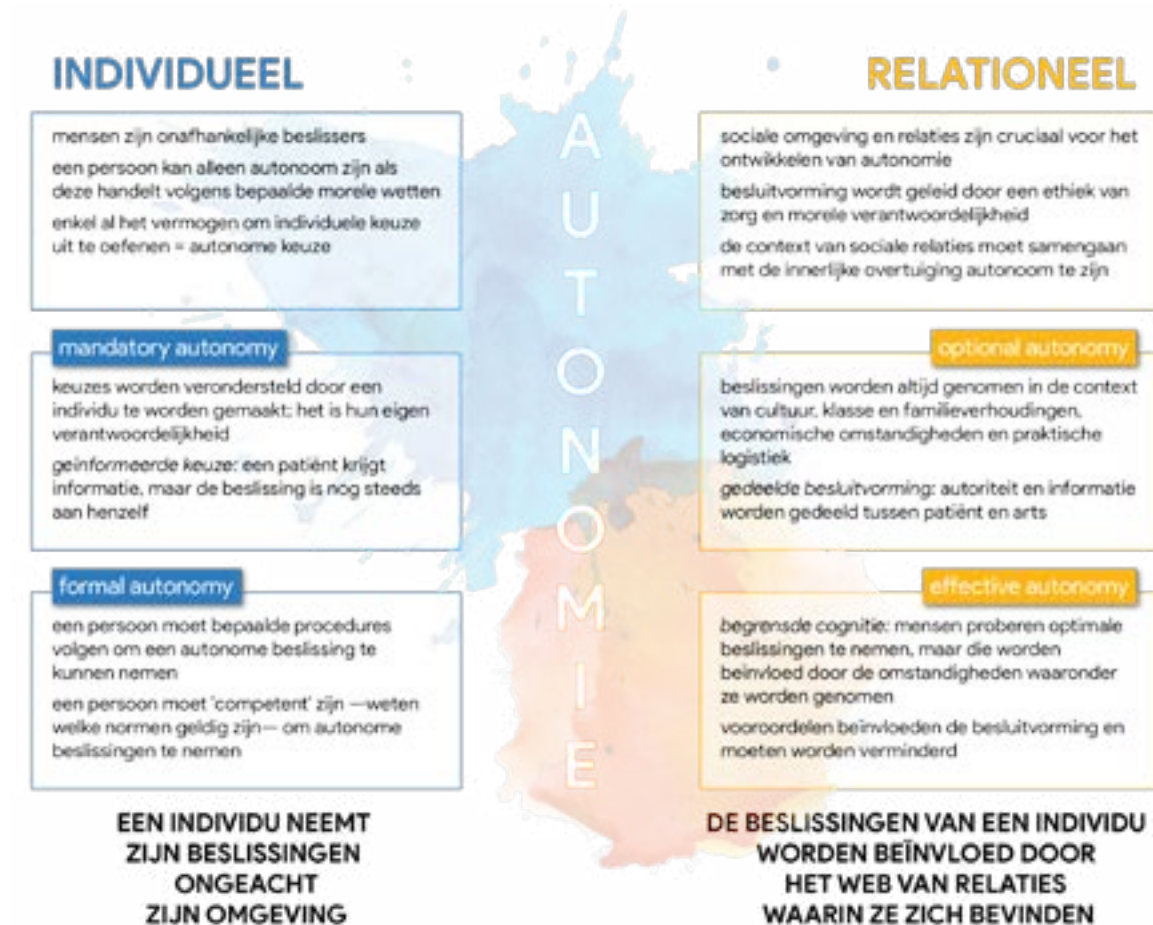 INDIVIDUEEL
mensen zijn onafhankelijke beslissers
een persoon kan alleen autonoom zijn als
deze handelt volgens bepaalde morele wetten
enkel al het vermogen om individuele keuze
uit te oefenen = autonome keuze
mandatory autonomy
keuzes worden verondersteld door een
individu te worden gemaakt: het is hun eigen
verantwoordelijkheid
geïnformeerde keuze: een patiënt krijgt
informatie, maar de beslissing is nog steeds
aan henzelf
formal autonomy
een persoon moet bepaalde procedures
volgen om een autonome beslissing te
kunnen nemen
een persoon moet 'competent' zijn —weten
welke normen geldig zijn— om autonome
beslissingen te nemen
EEN INDIVIDU NEEMT
ZIJN BESLISSINGEN
ONGEACHT
ZIJN OMGEVING
AUTONOMIE
RELATIONEEL
sociale omgeving en relaties zijn cruciaal voor het
ontwikkelen van autonomie
besluitvorming wordt geleid door een ethiek van
zorg en morele verantwoordelijkheid
de context van sociale relaties moet samengaan
met de innerlijke overtuiging autonoom te zijn
optional autonomy
beslissingen worden altijd genomen in de context
van cultuur, klasse en familieverhoudingen,
economische omstandigheden en praktische
logistiek
gedeelde besluitvorming: autoriteit en informatie
worden gedeeld tussen patiënt en arts
effective autonomy
begrensde cognitie: mensen proberen optimale
beslissingen te nemen, maar die worden
beïnvloed door de omstandigheden waaronder
ze worden genomen
vooroordelen beïnvloeden de besluitvorming en
moeten worden verminderd
DE BESLISSINGEN VAN EEN INDIVIDU
WORDEN BEÏNVLOED DOOR
HET WEB VAN RELATIES
WAARIN ZE ZICH BEVINDEN